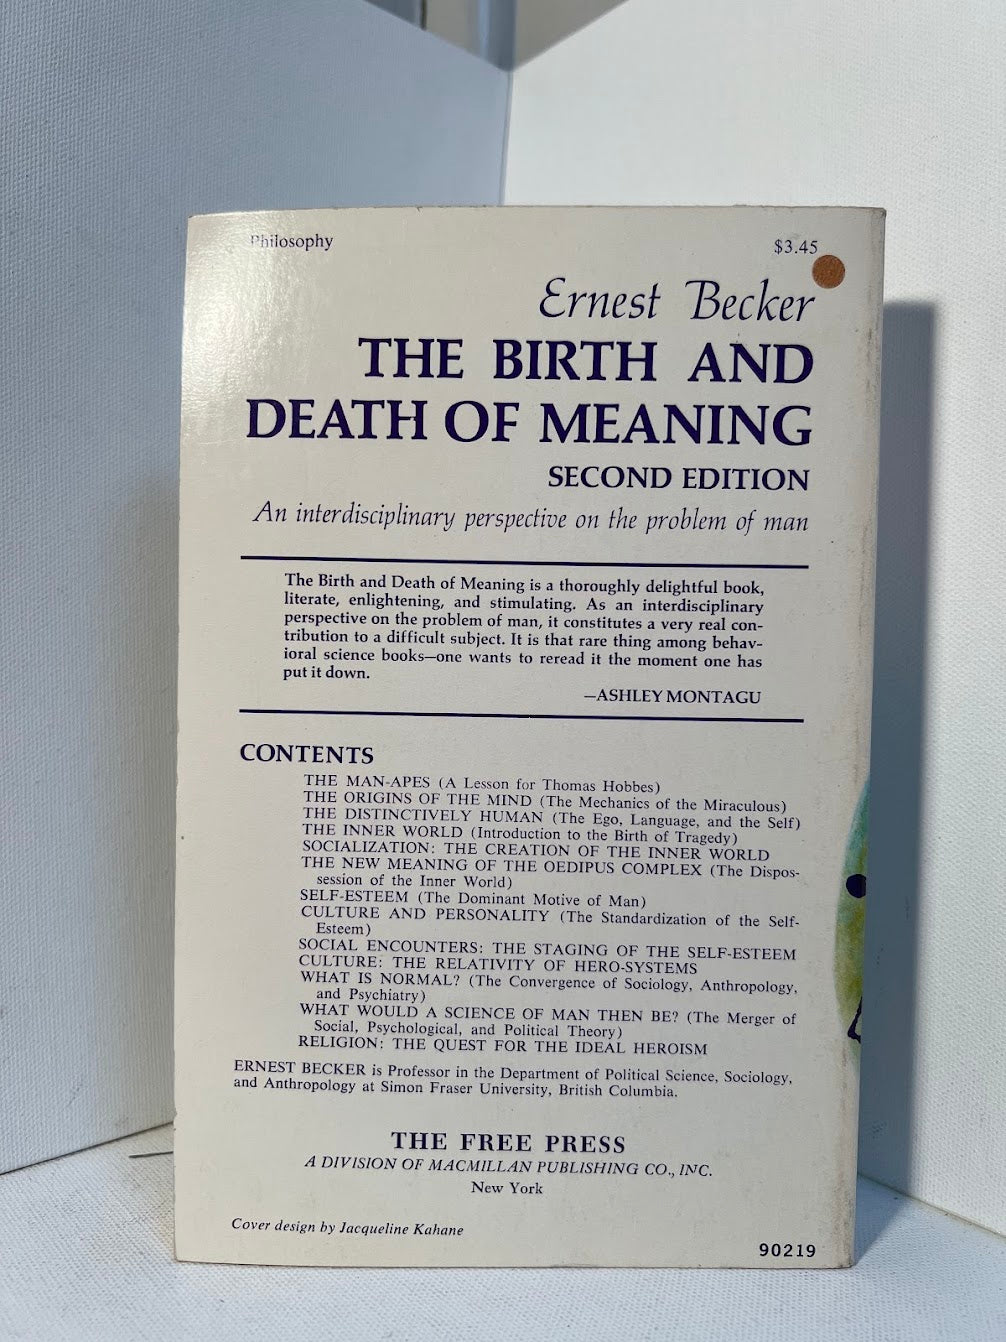 Philosophy
$3.45
Ernest Becker
THE BIRTH AND
DEATH OF MEANING
SECOND EDITION
An interdisciplinary perspective on the problem of man
The Birth and Death of Meaning is a thoroughly delightful book,
literate, enlightening, and stimulating. As an interdisciplinary
perspective on the problem of man, it constitutes a very real con-
tribution to a difficult subject. It is that rare thing among behav-
ioral science books—one wants to reread it the moment one has
put it down.
—ASHLEY MONTAGU
CONTENTS
THE MAN-APES (A Lesson for Thomas Hobbes)
THE ORIGINS OF THE MIND (The Mechanics of the Miraculous)
THE DISTINCTIVELY HUMAN (The Ego, Language, and the Self)
THE INNER WORLD (Introduction to the Birth of Tragedy)
SOCIALIZATION: THE CREATION OF THE INNER WORLD
THE NEW MEANING OF THE OEDIPUS COMPLEX (The Dispos-
session of the Inner World)
SELF-ESTEEM (The Dominant Motive of Man)
CULTURE AND PERSONALITY (The Standardization of the Self-
Esteem)
SOCIAL ENCOUNTERS: THE STAGING OF THE SELF-ESTEEM
CULTURE: THE RELATIVITY OF HERO-SYSTEMS
WHAT IS NORMAL? (The Convergence of Sociology, Anthropology,
and Psychiatry)
WHAT WOULD A SCIENCE OF MAN THEN BE? (The Merger of
Social, Psychological, and Political Theory)
RELIGION: THE QUEST FOR THE IDEAL HEROISM
ERNEST BECKER is Professor in the Department of Political Science, Sociology,
and Anthropology at Simon Fraser University, British Columbia.
THE FREE PRESS
A DIVISION OF MACMILLAN PUBLISHING CO., INC.
New York
Cover design by Jacqueline Kahane
90219